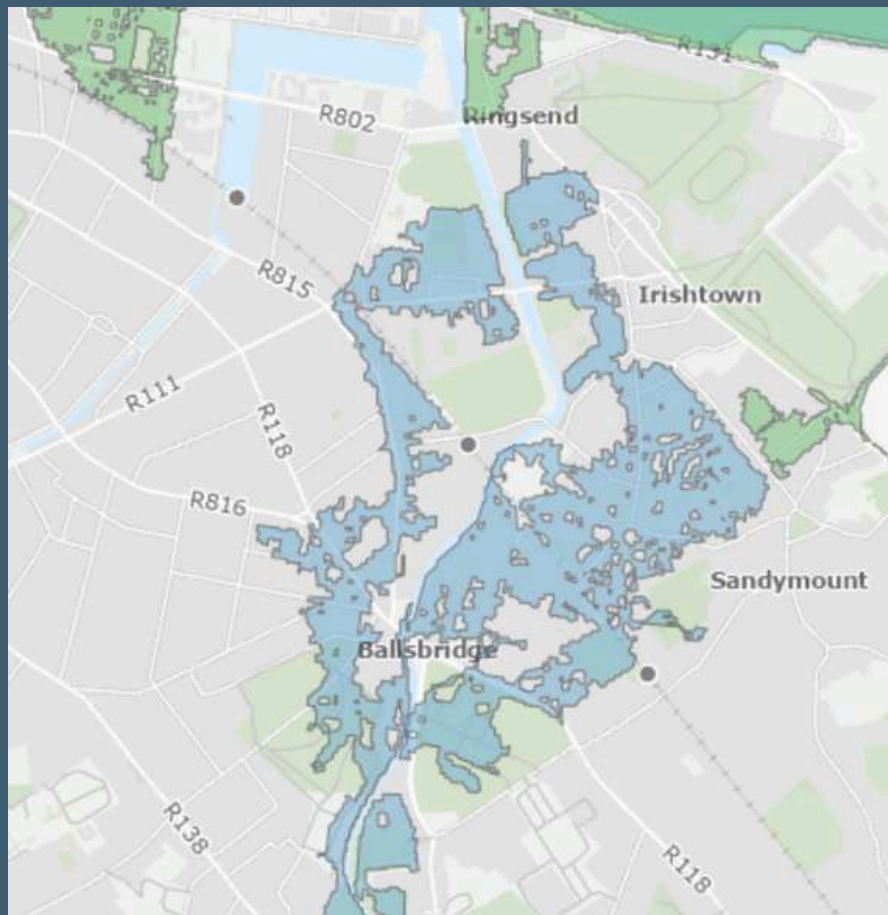 R131
R802
Ringsend
R815
Irishtown
R111
R118
R816
Sandymount
Ballsbridge
R138
R118